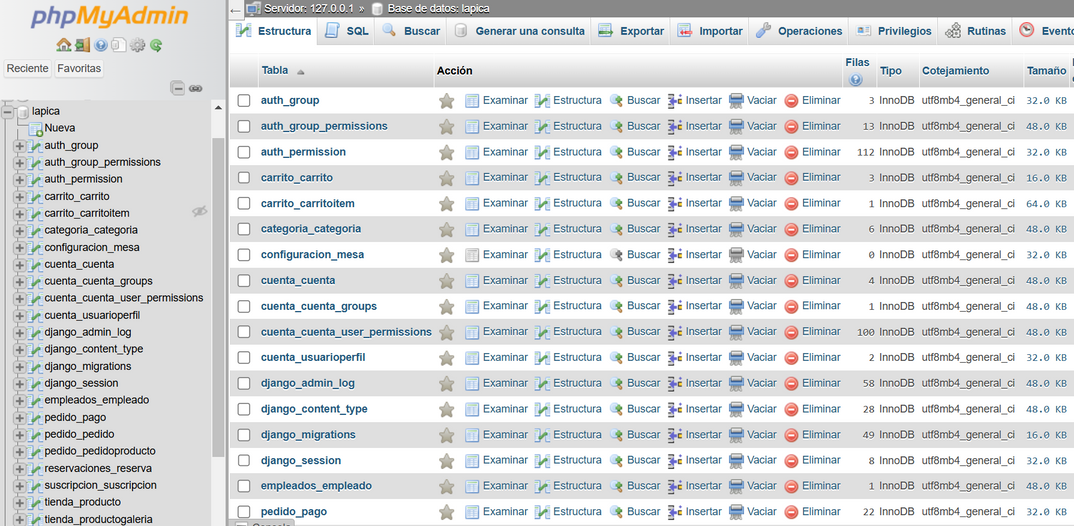 phpMyAdmin
Reciente Favoritas
lapica
Nueva
auth_group
auth_group_permissions
auth_permission
carrito_carrito
carrito_carritoitem
categoria_categoria
configuracion_mesa
cuenta_cuenta
cuenta_cuenta_groups
cuenta_cuenta_user_permissions
cuenta_usuarioperfil
django_admin_log
django_content_type
django_migrations
django_session
empleados_empleado
pedido_pago
pedido_pedido
pedido_pedidoproducto
reservaciones_reserva
suscripcion_suscripcion
tienda_producto
tienda_productogaleria
Servidor: 127.0.0.1 » Base de datos: lapica
Estructura SQL Buscar Generar una consulta Exportar Importar Operaciones Privilegios Rutinas Evento
Tabla Acción Filas Tipo Cotejamiento Tamaño
auth_group Examinar Estructura Buscar Insertar Vaciar Eliminar 3 InnoDB utf8mb4_general_ci 32.0 KB
auth_group_permissions Examinar Estructura Buscar Insertar Vaciar Eliminar 13 InnoDB utf8mb4_general_ci 48.0 KB
auth_permission Examinar Estructura Buscar Insertar Vaciar Eliminar 112 InnoDB utf8mb4_general_ci 32.0 KB
carrito_carrito Examinar Estructura Buscar Insertar Vaciar Eliminar 3 InnoDB utf8mb4_general_ci 16.0 KB
carrito_carritoitem Examinar Estructura Buscar Insertar Vaciar Eliminar 1 InnoDB utf8mb4_general_ci 64.0 KB
categoria_categoria Examinar Estructura Buscar Insertar Vaciar Eliminar 6 InnoDB utf8mb4_general_ci 48.0 KB
configuracion_mesa Examinar Estructura Buscar Insertar Vaciar Eliminar 0 InnoDB utf8mb4_general_ci 32.0 KB
cuenta_cuenta Examinar Estructura Buscar Insertar Vaciar Eliminar 4 InnoDB utf8mb4_general_ci 48.0 KB
cuenta_cuenta_groups Examinar Estructura Buscar Insertar Vaciar Eliminar 1 InnoDB utf8mb4_general_ci 48.0 KB
cuenta_cuenta_user_permissions Examinar Estructura Buscar Insertar Vaciar Eliminar 100 InnoDB utf8mb4_general_ci 48.0 KB
cuenta_usuarioperfil Examinar Estructura Buscar Insertar Vaciar Eliminar 2 InnoDB utf8mb4_general_ci 32.0 KB
django_admin_log Examinar Estructura Buscar Insertar Vaciar Eliminar 58 InnoDB utf8mb4_general_ci 48.0 KB
django_content_type Examinar Estructura Buscar Insertar Vaciar Eliminar 28 InnoDB utf8mb4_general_ci 48.0 KB
django_migrations Examinar Estructura Buscar Insertar Vaciar Eliminar 49 InnoDB utf8mb4_general_ci 16.0 KB
django_session Examinar Estructura Buscar Insertar Vaciar Eliminar 8 InnoDB utf8mb4_general_ci 32.0 KB
empleados_empleado Examinar Estructura Buscar Insertar Vaciar Eliminar 1 InnoDB utf8mb4_general_ci 48.0 KB
pedido_pago Examinar Estructura Buscar Insertar Vaciar Eliminar 22 InnoDB utf8mb4_general_ci 32.0 KB